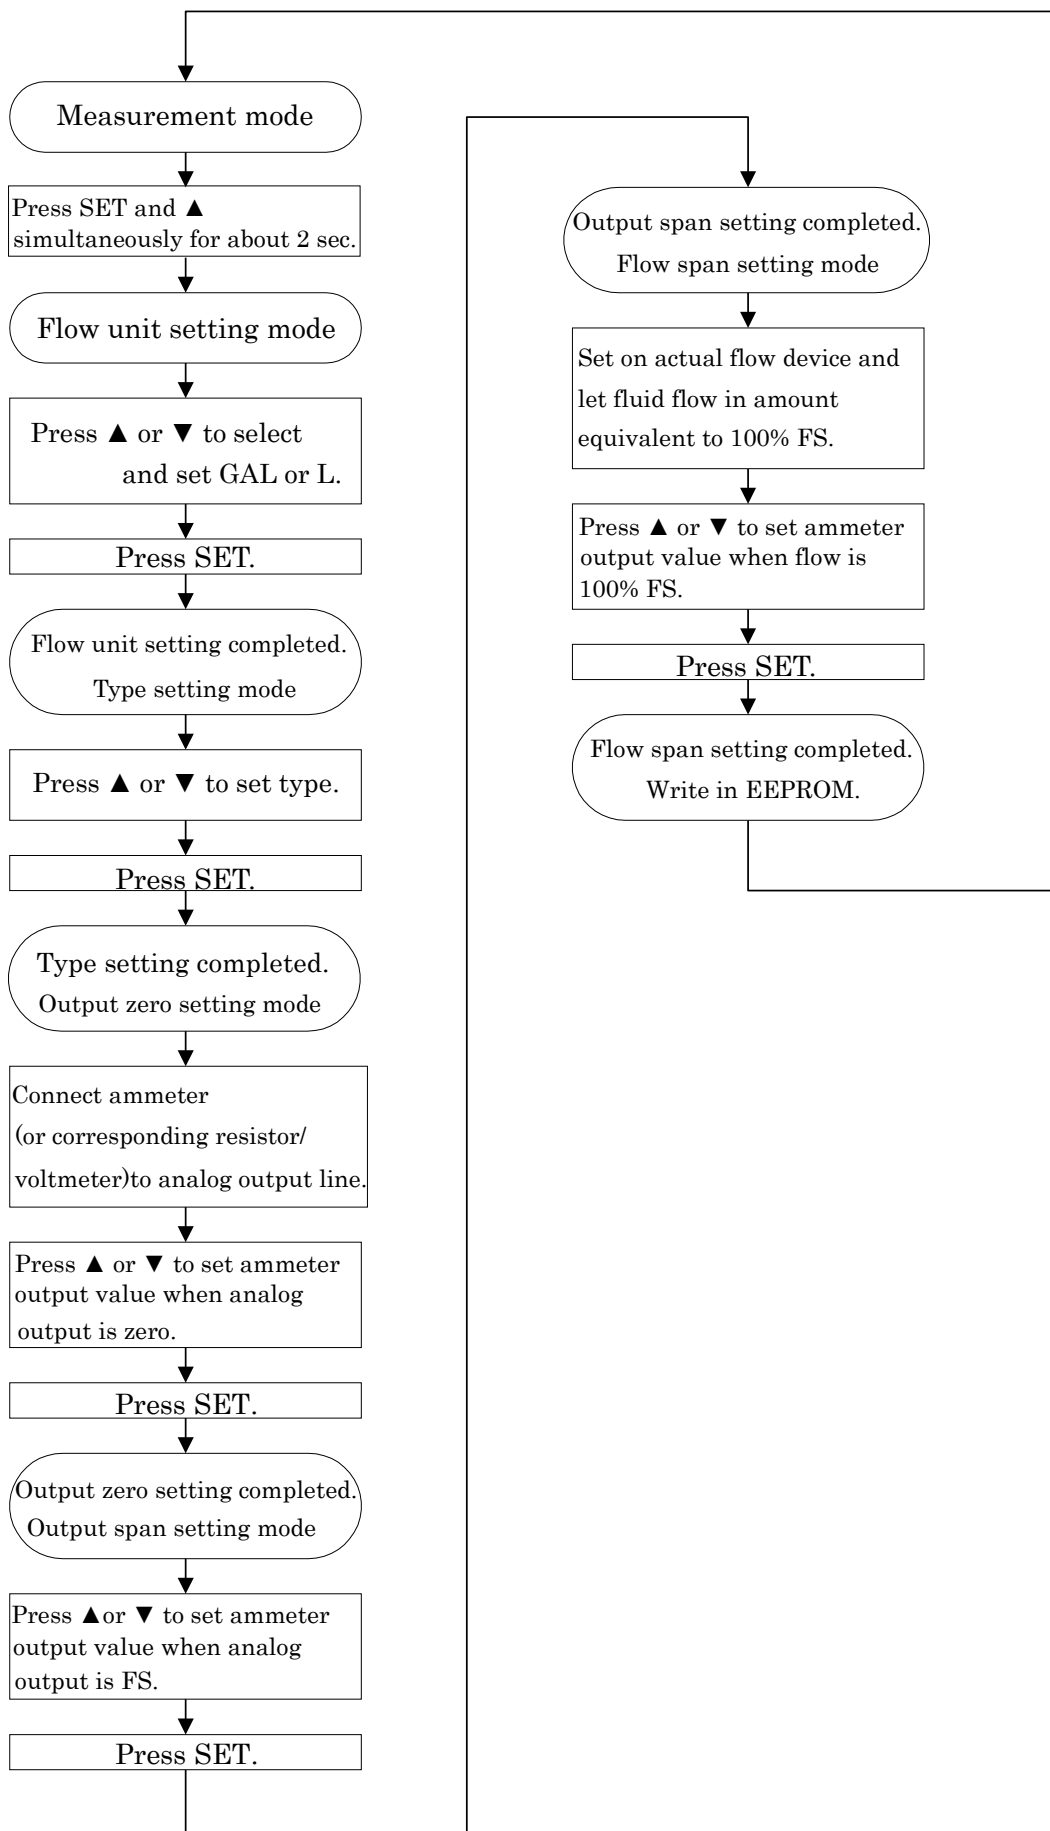 Measurement mode
Press SET and ▲
simultaneously for about 2 sec.
Flow unit setting mode
Press ▲ or ▼ to select
and set GAL or L.
Press SET.
Flow unit setting completed.
Type setting mode
Press ▲ or ▼ to set type.
Press SET.
Type setting completed.
Output zero setting mode
Connect ammeter
(or corresponding resistor/
voltmeter)to analog output line.
Press ▲ or ▼ to set ammeter
output value when analog
output is zero.
Press SET.
Output zero setting completed.
Output span setting mode
Press ▲or ▼ to set ammeter
output value when analog
output is FS.
Press SET.
Output span setting completed.
Flow span setting mode
Set on actual flow device and
let fluid flow in amount
equivalent to 100% FS.
Press ▲ or ▼ to set ammeter
output value when flow is
100% FS.
Press SET.
Flow span setting completed.
Write in EEPROM.